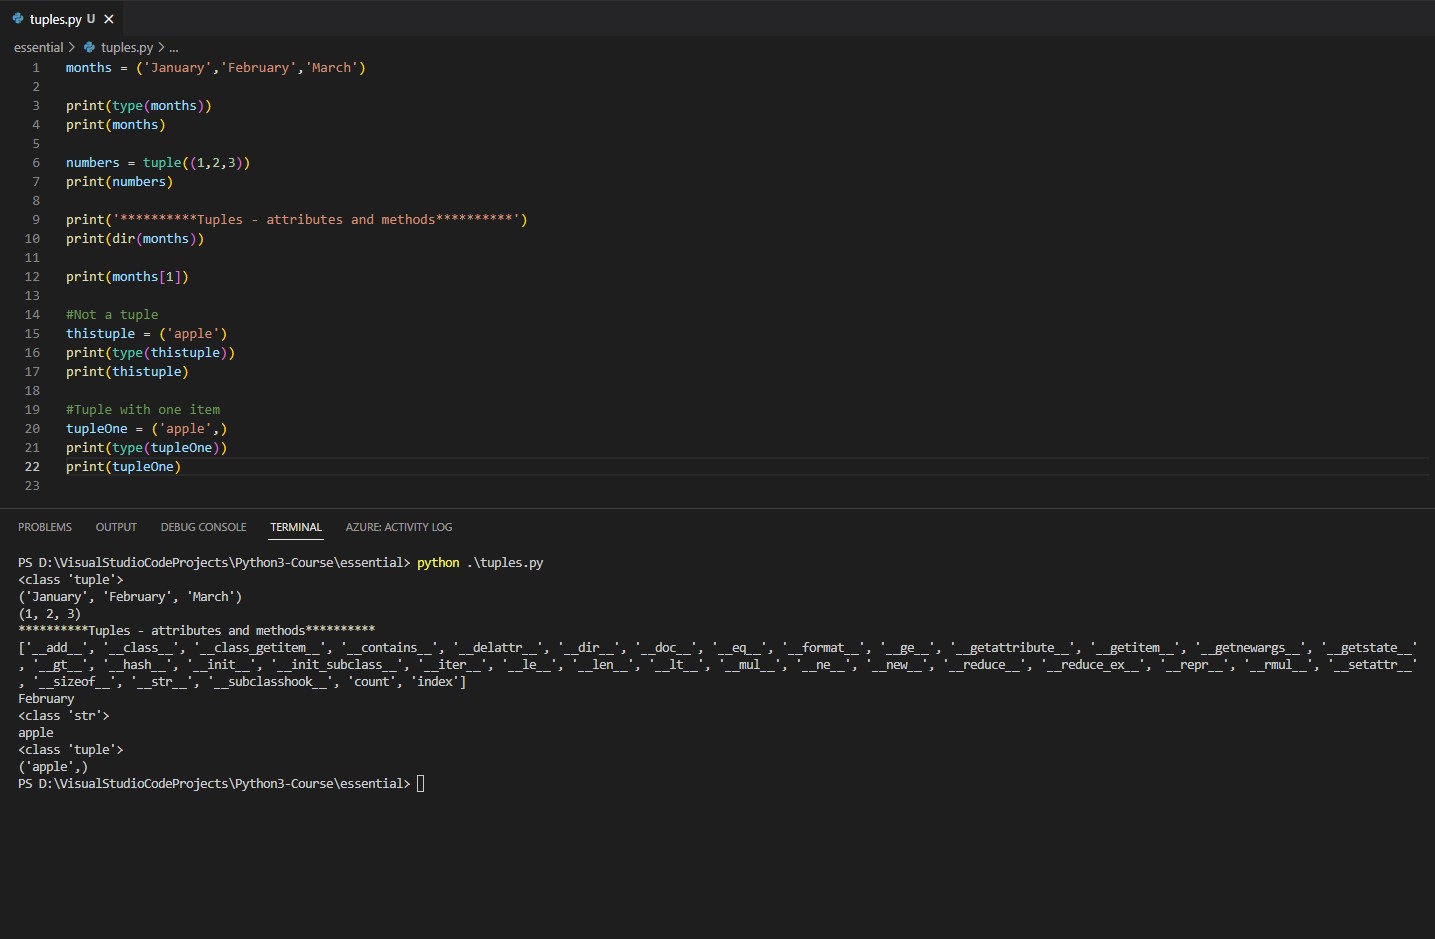 tuples.py U
essential > tuples.py > ...
1 months = ('January','February','March')
2
3 print(type(months))
4 print(months)
5
6 numbers = tuple((1,2,3))
7 print(numbers)
8
9 print('**********Tuples - attributes and methods**********')
10 print(dir(months))
11
12 print(months[1])
13
14 #Not a tuple
15 thistuple = ('apple')
16 print(type(thistuple))
17 print(thistuple)
18
19 #Tuple with one item
20 tupleOne = ('apple',)
21 print(type(tupleOne))
22 print(tupleOne)
23
PROBLEMS OUTPUT DEBUG CONSOLE TERMINAL AZURE: ACTIVITY LOG
PS D:\VisualStudioCodeProjects\Python3-Course\essential> python .\tuples.py
<class 'tuple'>
('January', 'February', 'March')
(1, 2, 3)
**********Tuples - attributes and methods**********
['__add__', '__class__', '__class_getitem__', '__contains__', '__delattr__', '__dir__', '__doc__', '__eq__', '__format__', '__ge__', '__getattribute__', '__getitem__', '__getnewargs__', '__getstate__'
, '__gt__', '__hash__', '__init__', '__init_subclass__', '__iter__', '__le__', '__len__', '__lt__', '__mul__', '__ne__', '__new__', '__reduce__', '__reduce_ex__', '__repr__', '__rmul__', '__setattr__'
, '__sizeof__', '__str__', '__subclasshook__', 'count', 'index']
February
<class 'str'>
apple
<class 'tuple'>
('apple',)
PS D:\VisualStudioCodeProjects\Python3-Course\essential>